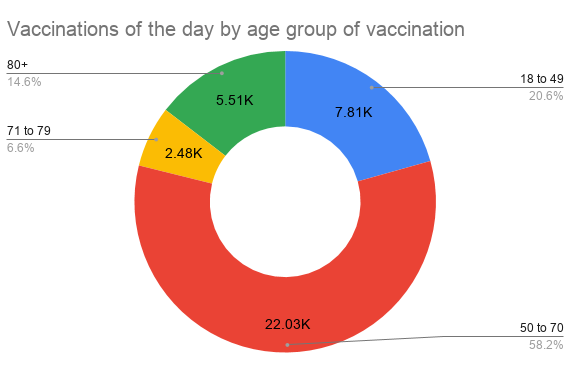 Vaccinations of the day by age group of vaccination
80+
14.6%
18 to 49
20.6%
5.51K
7.81K
71 to 79
6.6%
2.48K
22.03K
50 to 70
58.2%